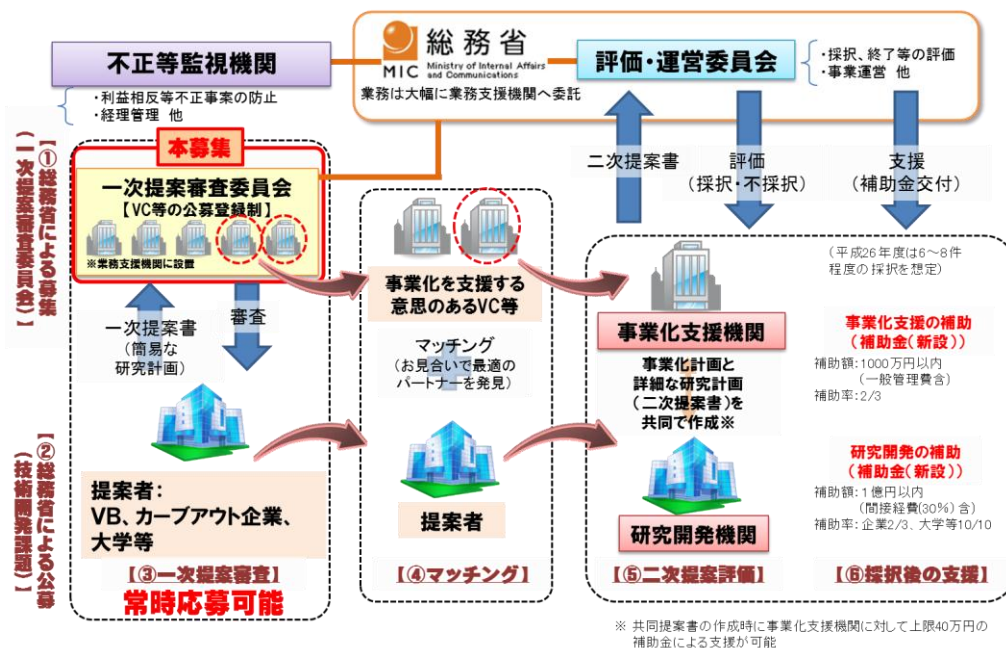 不正等監視機関
・利益相反等不正事案の防止
・経理管理 他
総務省
MIC
Ministry of Internal Affairs
and Communications
業務は大幅に業務支援機関へ委託
評価・運営委員会
・採択、終了等の評価
・事業運営 他
【①総務省による募集
(一次提案審査委員会)】
本募集
一次提案審査委員会
【VC等の公募登録制】
※業務支援機関に設置
一次提案書
(簡易な
研究計画)
審査
二次提案書
評価
(採択・不採択)
支援
(補助金交付)
事業化を支援する
意思のあるVC等
マッチング
(お見合いで最適の
パートナーを発見)
(平成26年度は6～8件
程度の採択を想定)
事業化支援機関
事業化計画と
詳細な研究計画
(二次提案書)を
共同で作成※
事業化支援の補助
(補助金(新設))
補助額:1000万円以内
(一般管理費含)
補助率:2/3
【②総務省による公募
(技術開発課題)】
提案者:
VB、カーブアウト企業、
大学等
提案者
研究開発機関
研究開発の補助
(補助金(新設))
補助額:1億円以内
(間接経費(30%)含)
補助率:企業2/3、大学等10/10
【③一次提案審査】
常時応募可能
【④マッチング】
【⑤二次提案評価】
【⑥採択後の支援】
※ 共同提案書の作成時に事業化支援機関に対して上限40万円の
補助金による支援が可能